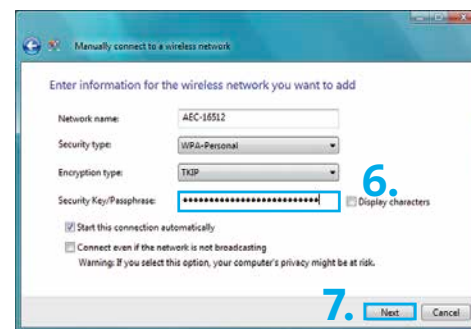 Manually connect to a wireless network
Enter information for the wireless network you want to add
Network name: AEC-16512
Security type: WPA-Personal
Encryption type: TKIP
6.
Security Key/Passphrase: ••••••••••••••••••••••••••• Display characters
Start this connection automatically
Connect even if the network is not broadcasting
Warning: If you select this option, your computer's privacy might be at risk.
7. Next Cancel